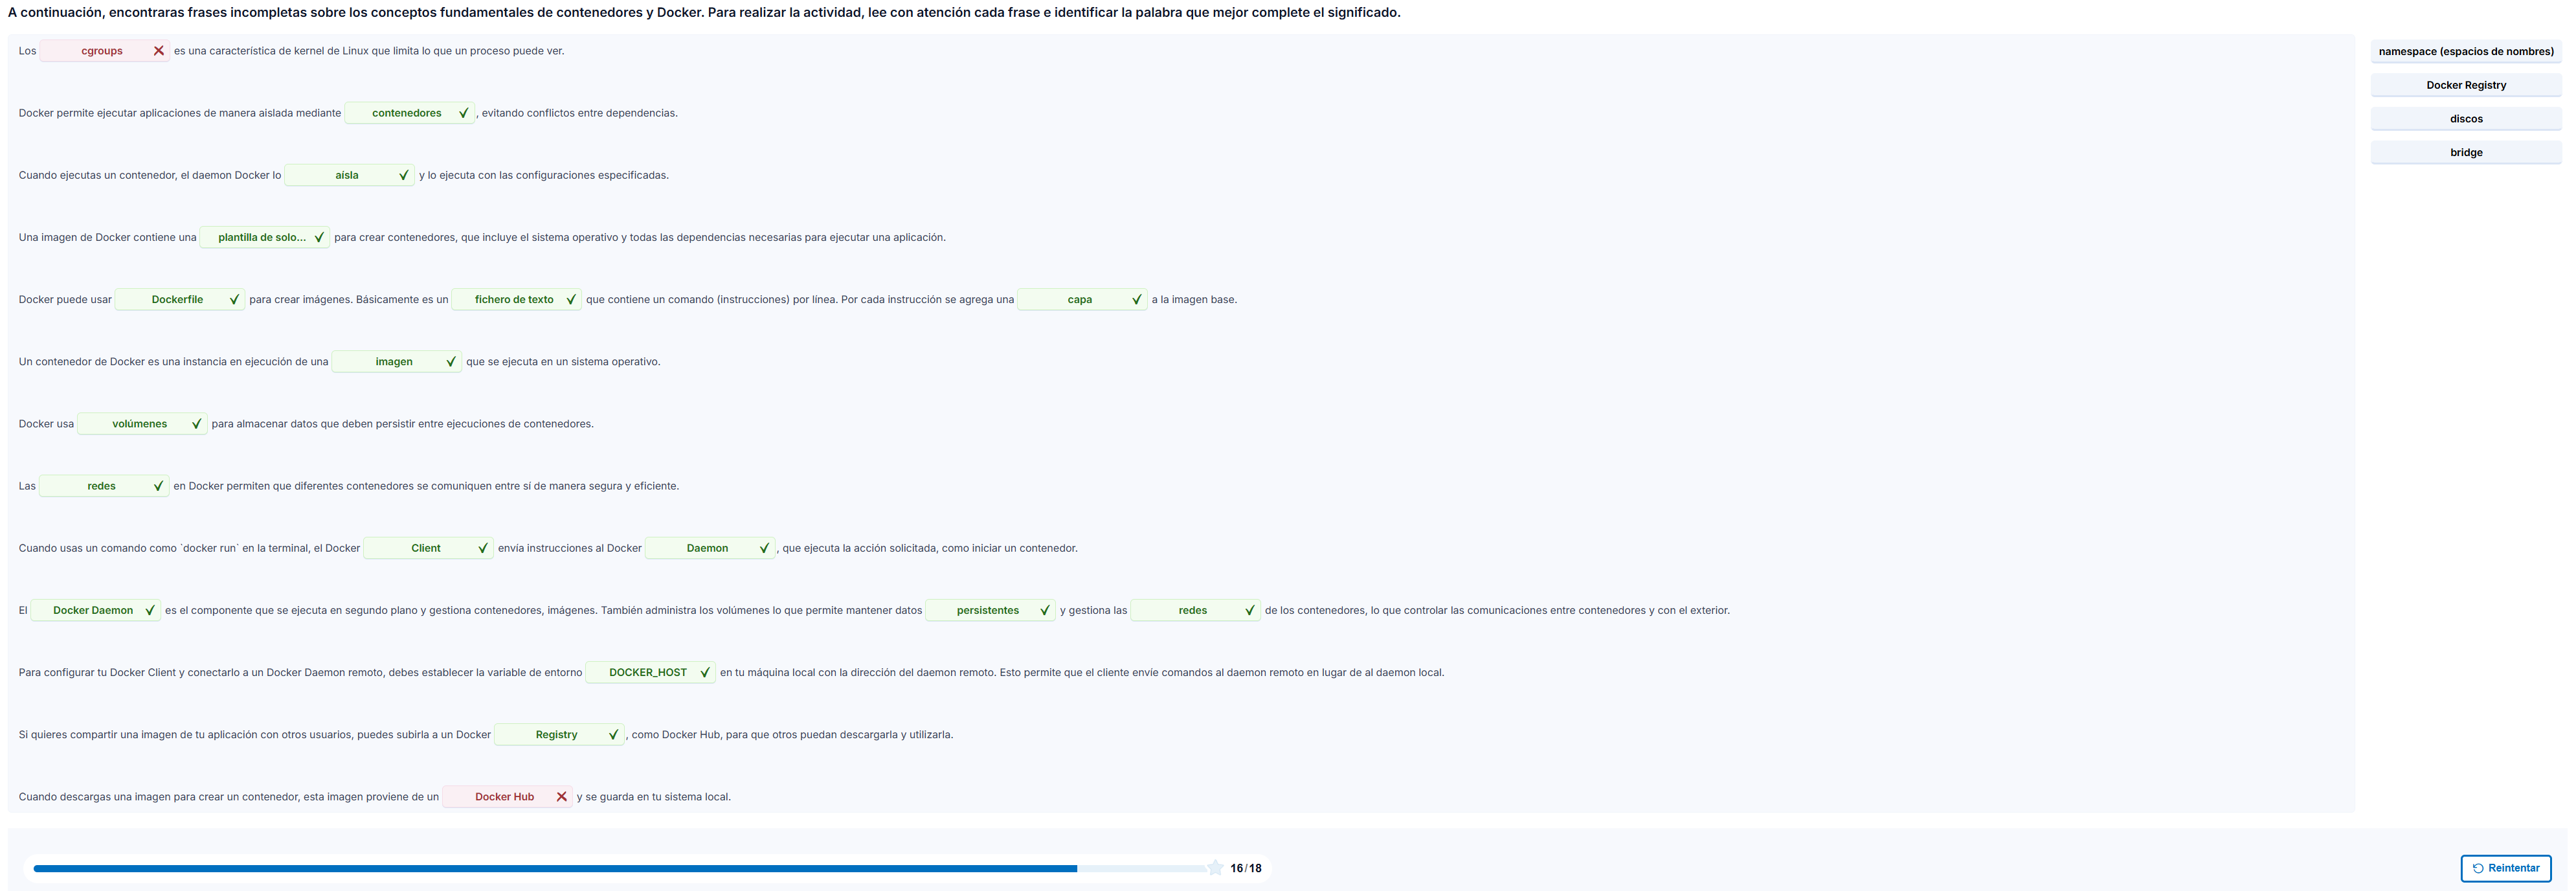 A continuación, encontraras frases incompletas sobre los conceptos fundamentales de contenedores y Docker. Para realizar la actividad, lee con atención cada frase e identificar la palabra que mejor complete el significado.
Los cgroups es una característica de kernel de Linux que limita lo que un proceso puede ver.
Docker permite ejecutar aplicaciones de manera aislada mediante contenedores , evitando conflictos entre dependencias.
Cuando ejecutas un contenedor, el daemon Docker lo aísla y lo ejecuta con las configuraciones especificadas.
Una imagen de Docker contiene una plantilla de solo... para crear contenedores, que incluye el sistema operativo y todas las dependencias necesarias para ejecutar una aplicación.
Docker puede usar Dockerfile para crear imágenes. Básicamente es un fichero de texto que contiene un comando (instrucciones) por línea. Por cada instrucción se agrega una capa a la imagen base.
Un contenedor de Docker es una instancia en ejecución de una imagen que se ejecuta en un sistema operativo.
Docker usa volúmenes para almacenar datos que deben persistir entre ejecuciones de contenedores.
Las redes en Docker permiten que diferentes contenedores se comuniquen entre sí de manera segura y eficiente.
Cuando usas un comando como `docker run` en la terminal, el Docker Client envía instrucciones al Docker Daemon , que ejecuta la acción solicitada, como iniciar un contenedor.
El Docker Daemon es el componente que se ejecuta en segundo plano y gestiona contenedores, imágenes. También administra los volúmenes lo que permite mantener datos persistentes y gestiona las redes de los contenedores, lo que controlar las comunicaciones entre contenedores y con el exterior.
Para configurar tu Docker Client y conectarlo a un Docker Daemon remoto, debes establecer la variable de entorno DOCKER_HOST en tu máquina local con la dirección del daemon remoto. Esto permite que el cliente envíe comandos al daemon remoto en lugar de al daemon local.
Si quieres compartir una imagen de tu aplicación con otros usuarios, puedes subirla a un Docker Registry , como Docker Hub, para que otros puedan descargarla y utilizarla.
Cuando descargas una imagen para crear un contenedor, esta imagen proviene de un Docker Hub y se guarda en tu sistema local.
namespace (espacios de nombres)
Docker Registry
discos
bridge
16/18
Reintentar